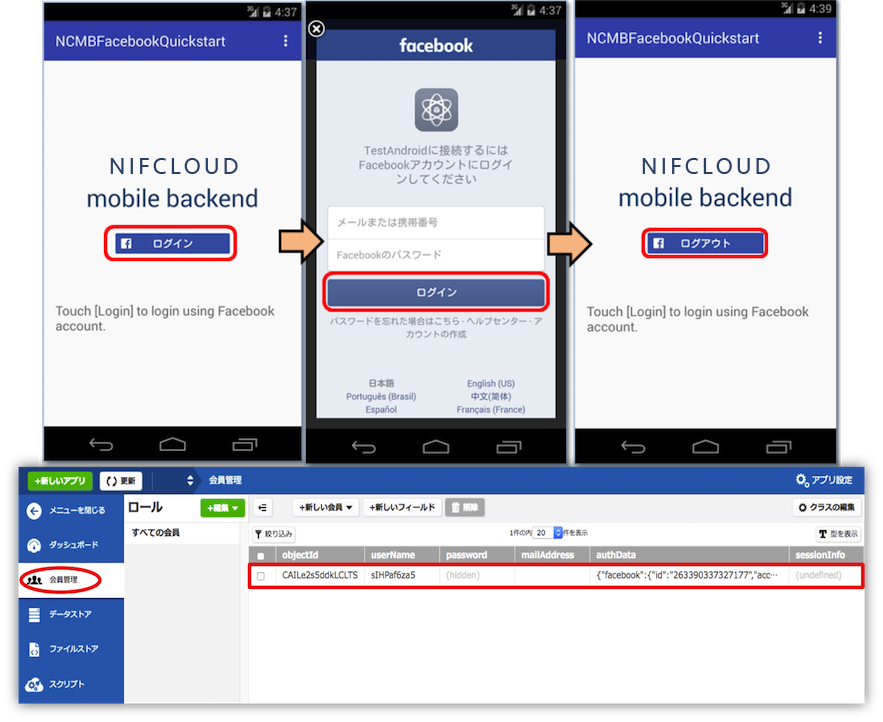 4:37
NCMBFacebookQuickstart
NIFCLOUD
mobile backend
ログイン
Touch [Login] to login using Facebook
account.
4:37
facebook
TestAndroidに接続するには
Facebookアカウントにログイ
ンしてください
メールまたは携帯番号
Facebookのパスワード
ログイン
パスワードを忘れた場合はこちら · ヘルプセンター · ア
カウントの作成
日本語
English (US)
Português (Brasil)
中文(简体)
Español
Français (France)
4:39
NCMBFacebookQuickstart
NIFCLOUD
mobile backend
ログアウト
Touch [Login] to login using Facebook
account.
+新しいアプリ
更新
会員管理
アプリ設定
メニューを閉じる
ダッシュボード
会員管理
データストア
ファイルストア
スクリプト
ロール
+編集
すべての会員
+新しい会員
+新しいフィールド
削除
クラスの編集
絞り込み
1件の内 20 件を表示
型を表示
objectId userName password mailAddress authData sessionInfo
CAILe2s5ddkLCLTS sIHPaf6za5 (hidden) {"facebook":{"id":"263390337327177","acc… (undefined)